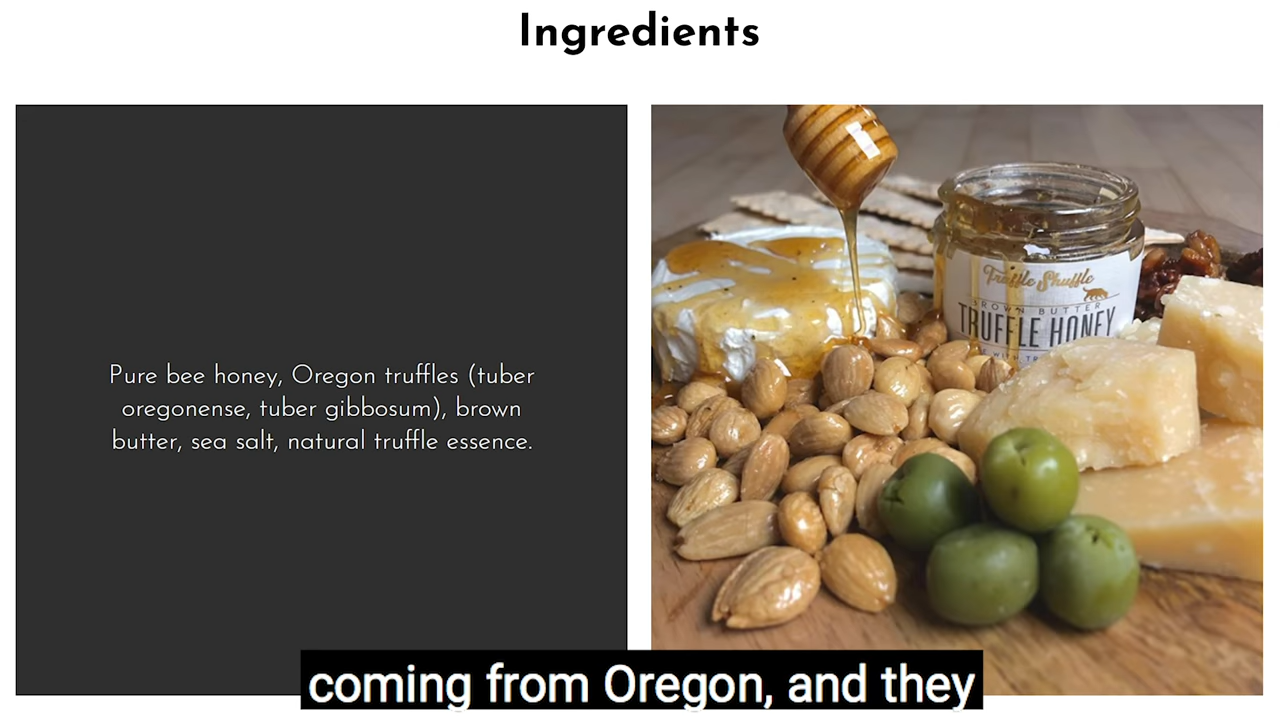 Ingredients
Pure bee honey, Oregon truffles (tuber
oregonense, tuber gibbosum), brown
butter, sea salt, natural truffle essence.
Truffle Shuffle
BROWN BUTTER
TRUFFLE HONEY
coming from Oregon, and they